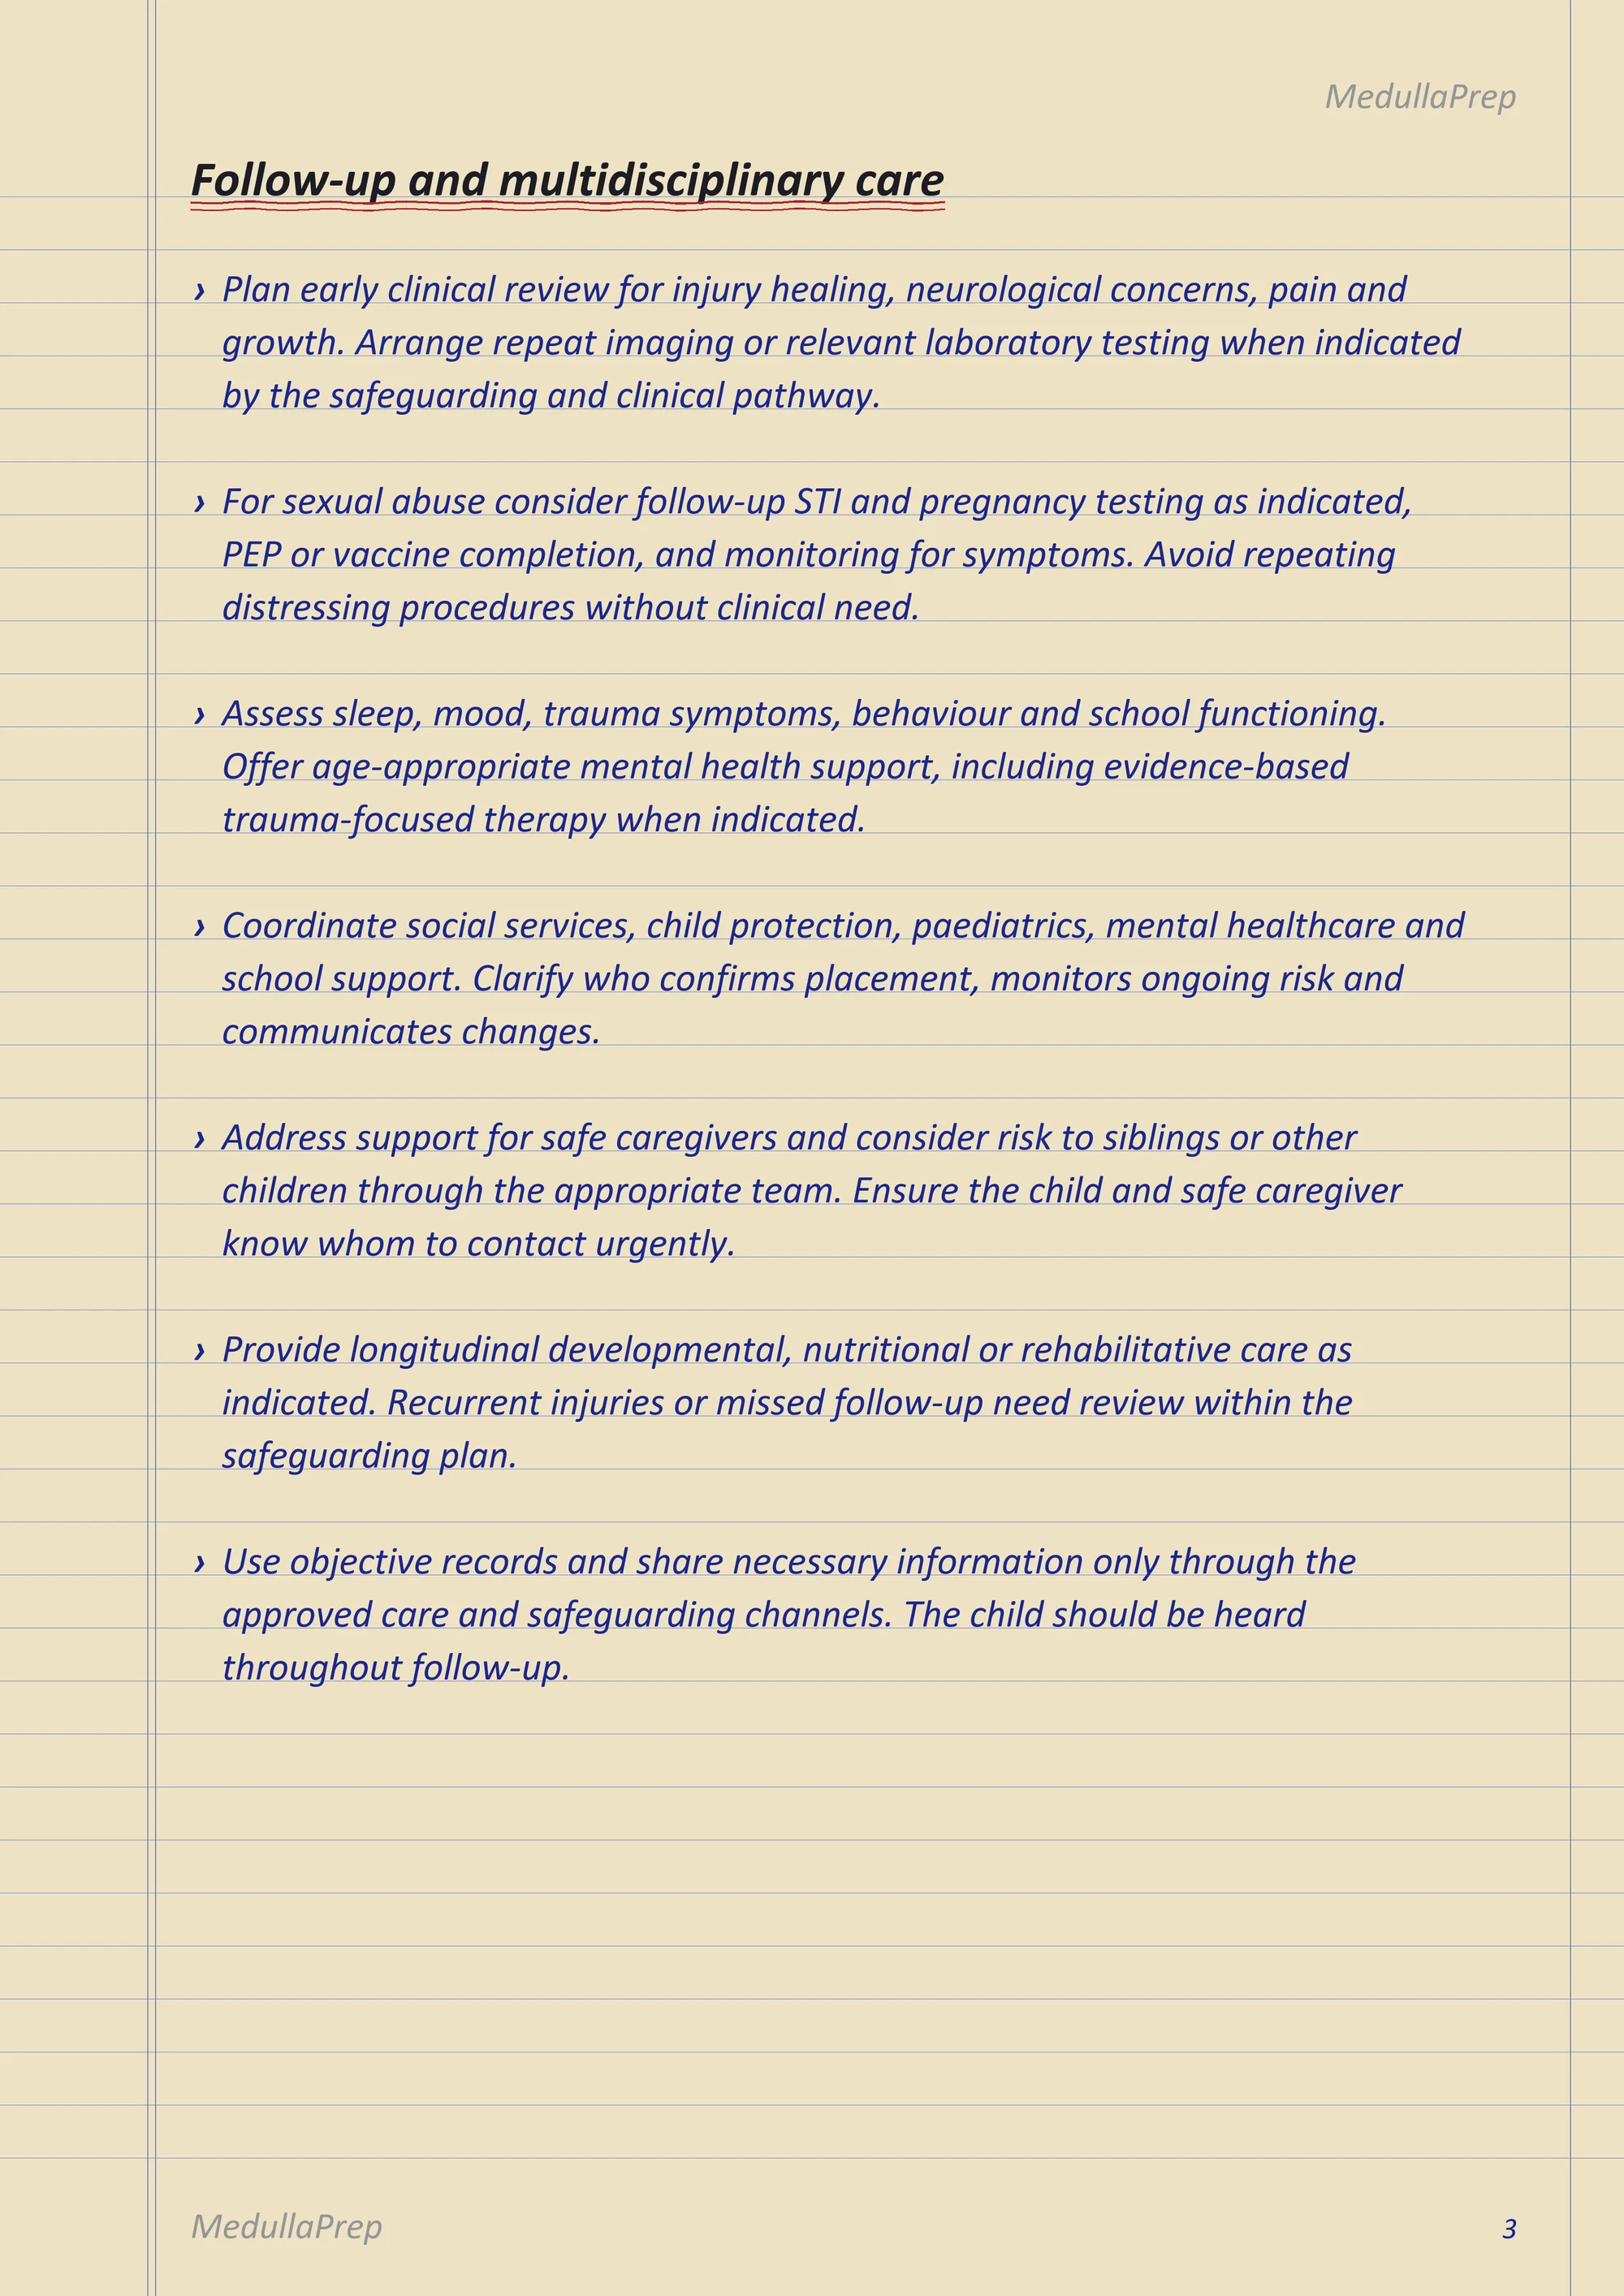 MedullaPrep
Follow-up and multidisciplinary care
› Plan early clinical review for injury healing, neurological concerns, pain and
growth. Arrange repeat imaging or relevant laboratory testing when indicated
by the safeguarding and clinical pathway.
› For sexual abuse consider follow-up STI and pregnancy testing as indicated,
PEP or vaccine completion, and monitoring for symptoms. Avoid repeating
distressing procedures without clinical need.
› Assess sleep, mood, trauma symptoms, behaviour and school functioning.
Offer age-appropriate mental health support, including evidence-based
trauma-focused therapy when indicated.
› Coordinate social services, child protection, paediatrics, mental healthcare and
school support. Clarify who confirms placement, monitors ongoing risk and
communicates changes.
› Address support for safe caregivers and consider risk to siblings or other
children through the appropriate team. Ensure the child and safe caregiver
know whom to contact urgently.
› Provide longitudinal developmental, nutritional or rehabilitative care as
indicated. Recurrent injuries or missed follow-up need review within the
safeguarding plan.
› Use objective records and share necessary information only through the
approved care and safeguarding channels. The child should be heard
throughout follow-up.
MedullaPrep
3